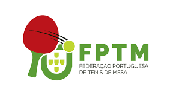 FPTM
FEDERAÇÃO PORTUGUESA
DE TÉNIS DE MESA